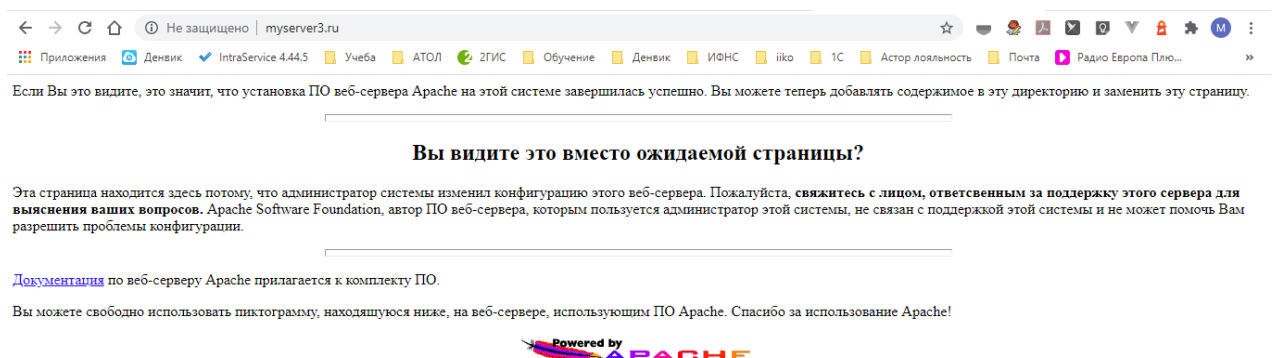 Не защищено | myserver3.ru
M
Приложения Денвик IntraService 4.44.5 Учеба АТОЛ 2ГИС Обучение Денвик ИФНС iiko 1C Астор лояльность Почта Радио Европа Плю... »
Если Вы это видите, это значит, что установка ПО веб-сервера Apache на этой системе завершилась успешно. Вы можете теперь добавлять содержимое в эту директорию и заменить эту страницу.
Вы видите это вместо ожидаемой страницы?
Эта страница находится здесь потому, что администратор системы изменил конфигурацию этого веб-сервера. Пожалуйста, свяжитесь с лицом, ответсвенным за поддержку этого сервера для
выяснения ваших вопросов. Apache Software Foundation, автор ПО веб-сервера, которым пользуется администратор этой системы, не связан с поддержкой этой системы и не может помочь Вам
разрешить проблемы конфигурации.
Документация по веб-серверу Apache прилагается к комплекту ПО.
Вы можете свободно использовать пиктограмму, находящуюся ниже, на веб-сервере, использующим ПО Apache. Спасибо за использование Apache!
Powered by
APACHE